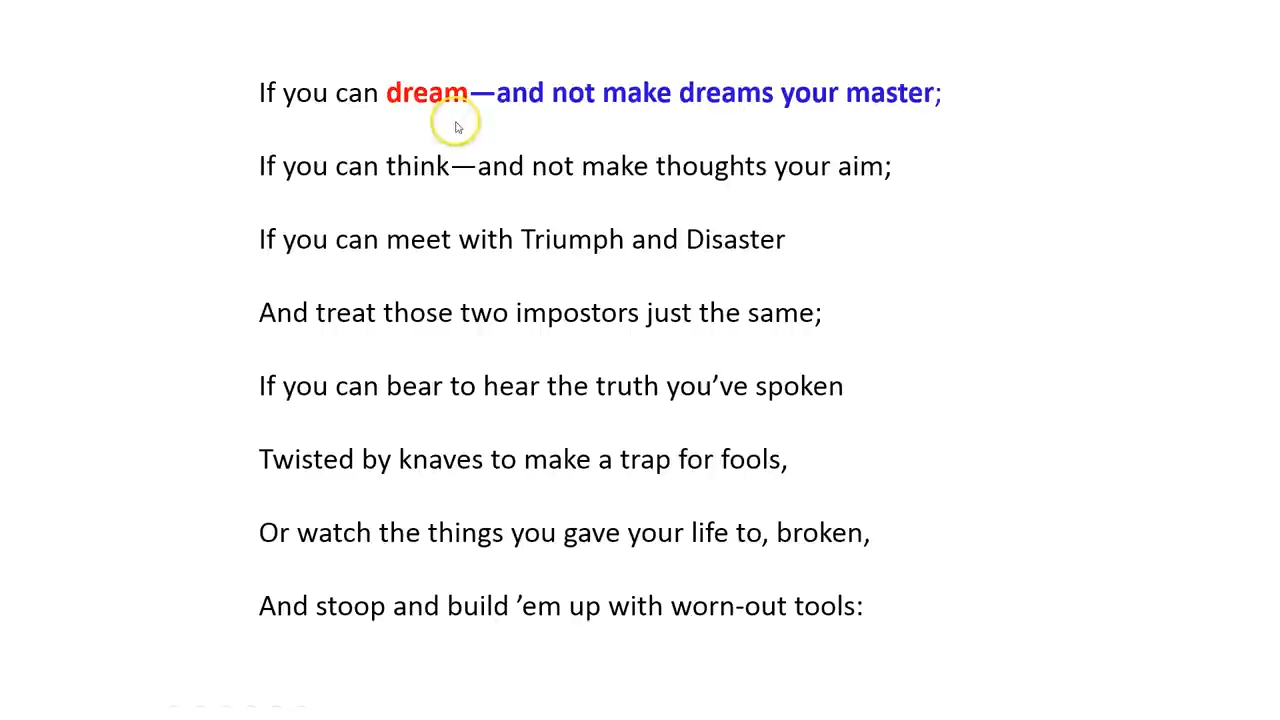 If you can dream—and not make dreams your master;
If you can think—and not make thoughts your aim;
If you can meet with Triumph and Disaster
And treat those two impostors just the same;
If you can bear to hear the truth you’ve spoken
Twisted by knaves to make a trap for fools,
Or watch the things you gave your life to, broken,
And stoop and build ’em up with worn-out tools: